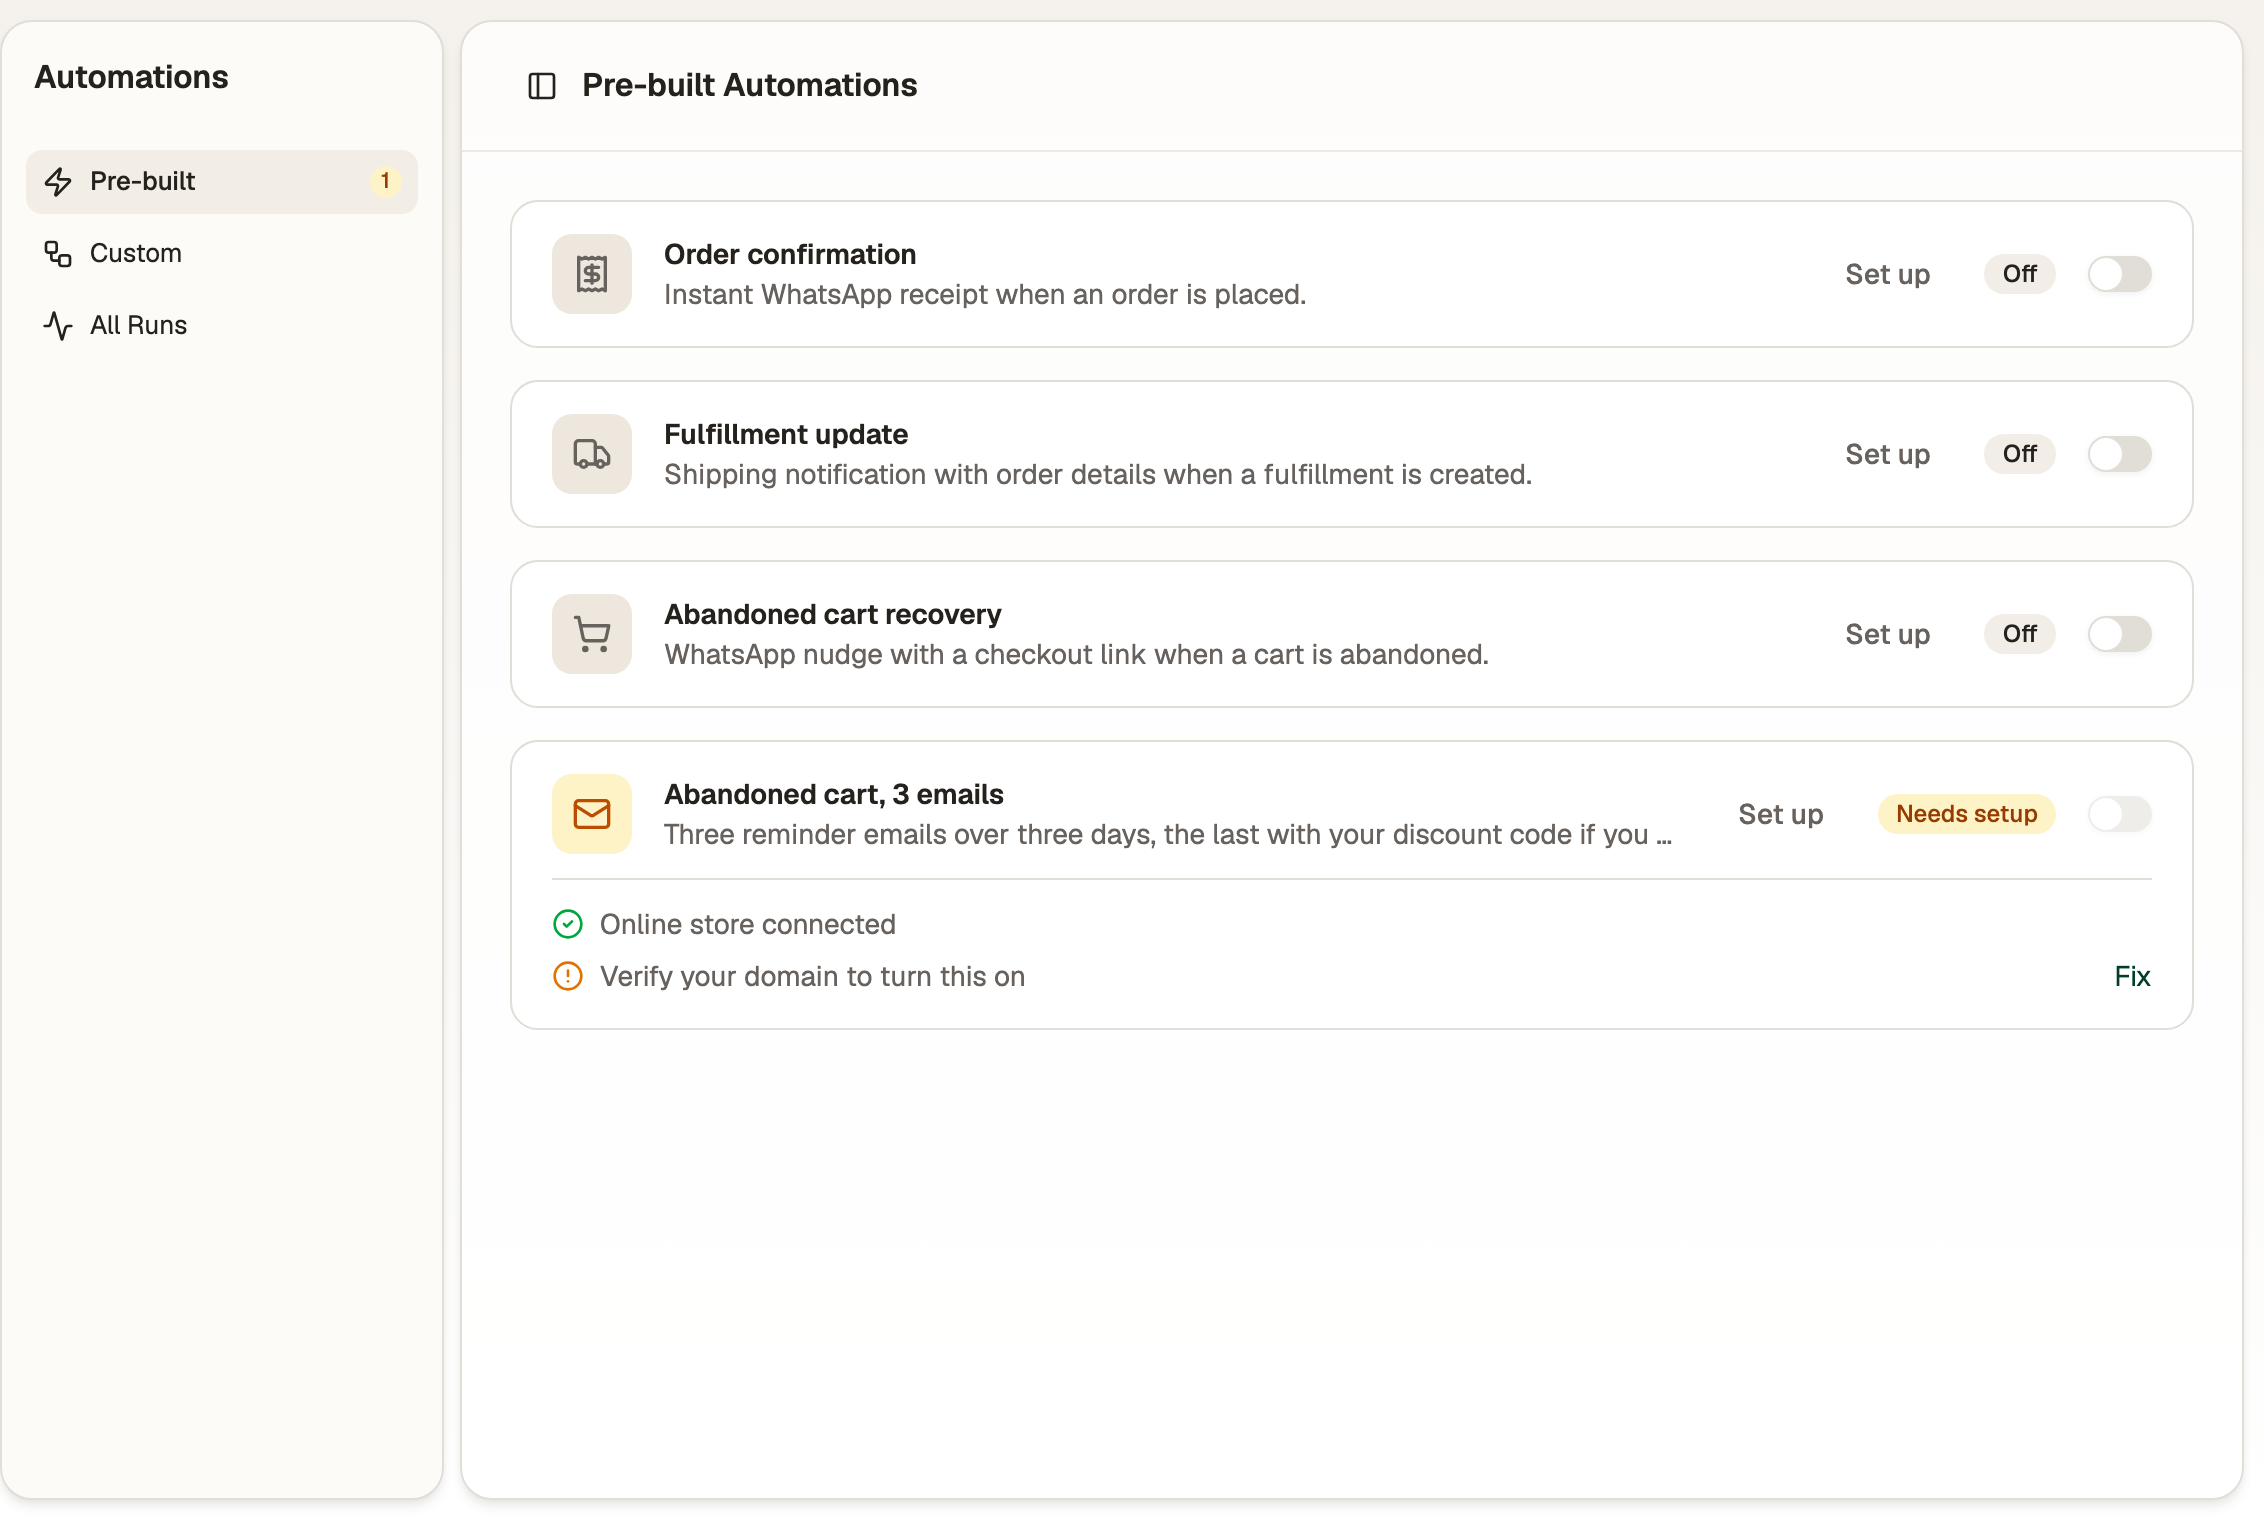 Automations
Pre-built 1
Custom
All Runs
Pre-built Automations
Order confirmation
Instant WhatsApp receipt when an order is placed.
Set up Off
Fulfillment update
Shipping notification with order details when a fulfillment is created.
Set up Off
Abandoned cart recovery
WhatsApp nudge with a checkout link when a cart is abandoned.
Set up Off
Abandoned cart, 3 emails
Three reminder emails over three days, the last with your discount code if you ...
Set up Needs setup
Online store connected
Verify your domain to turn this on Fix